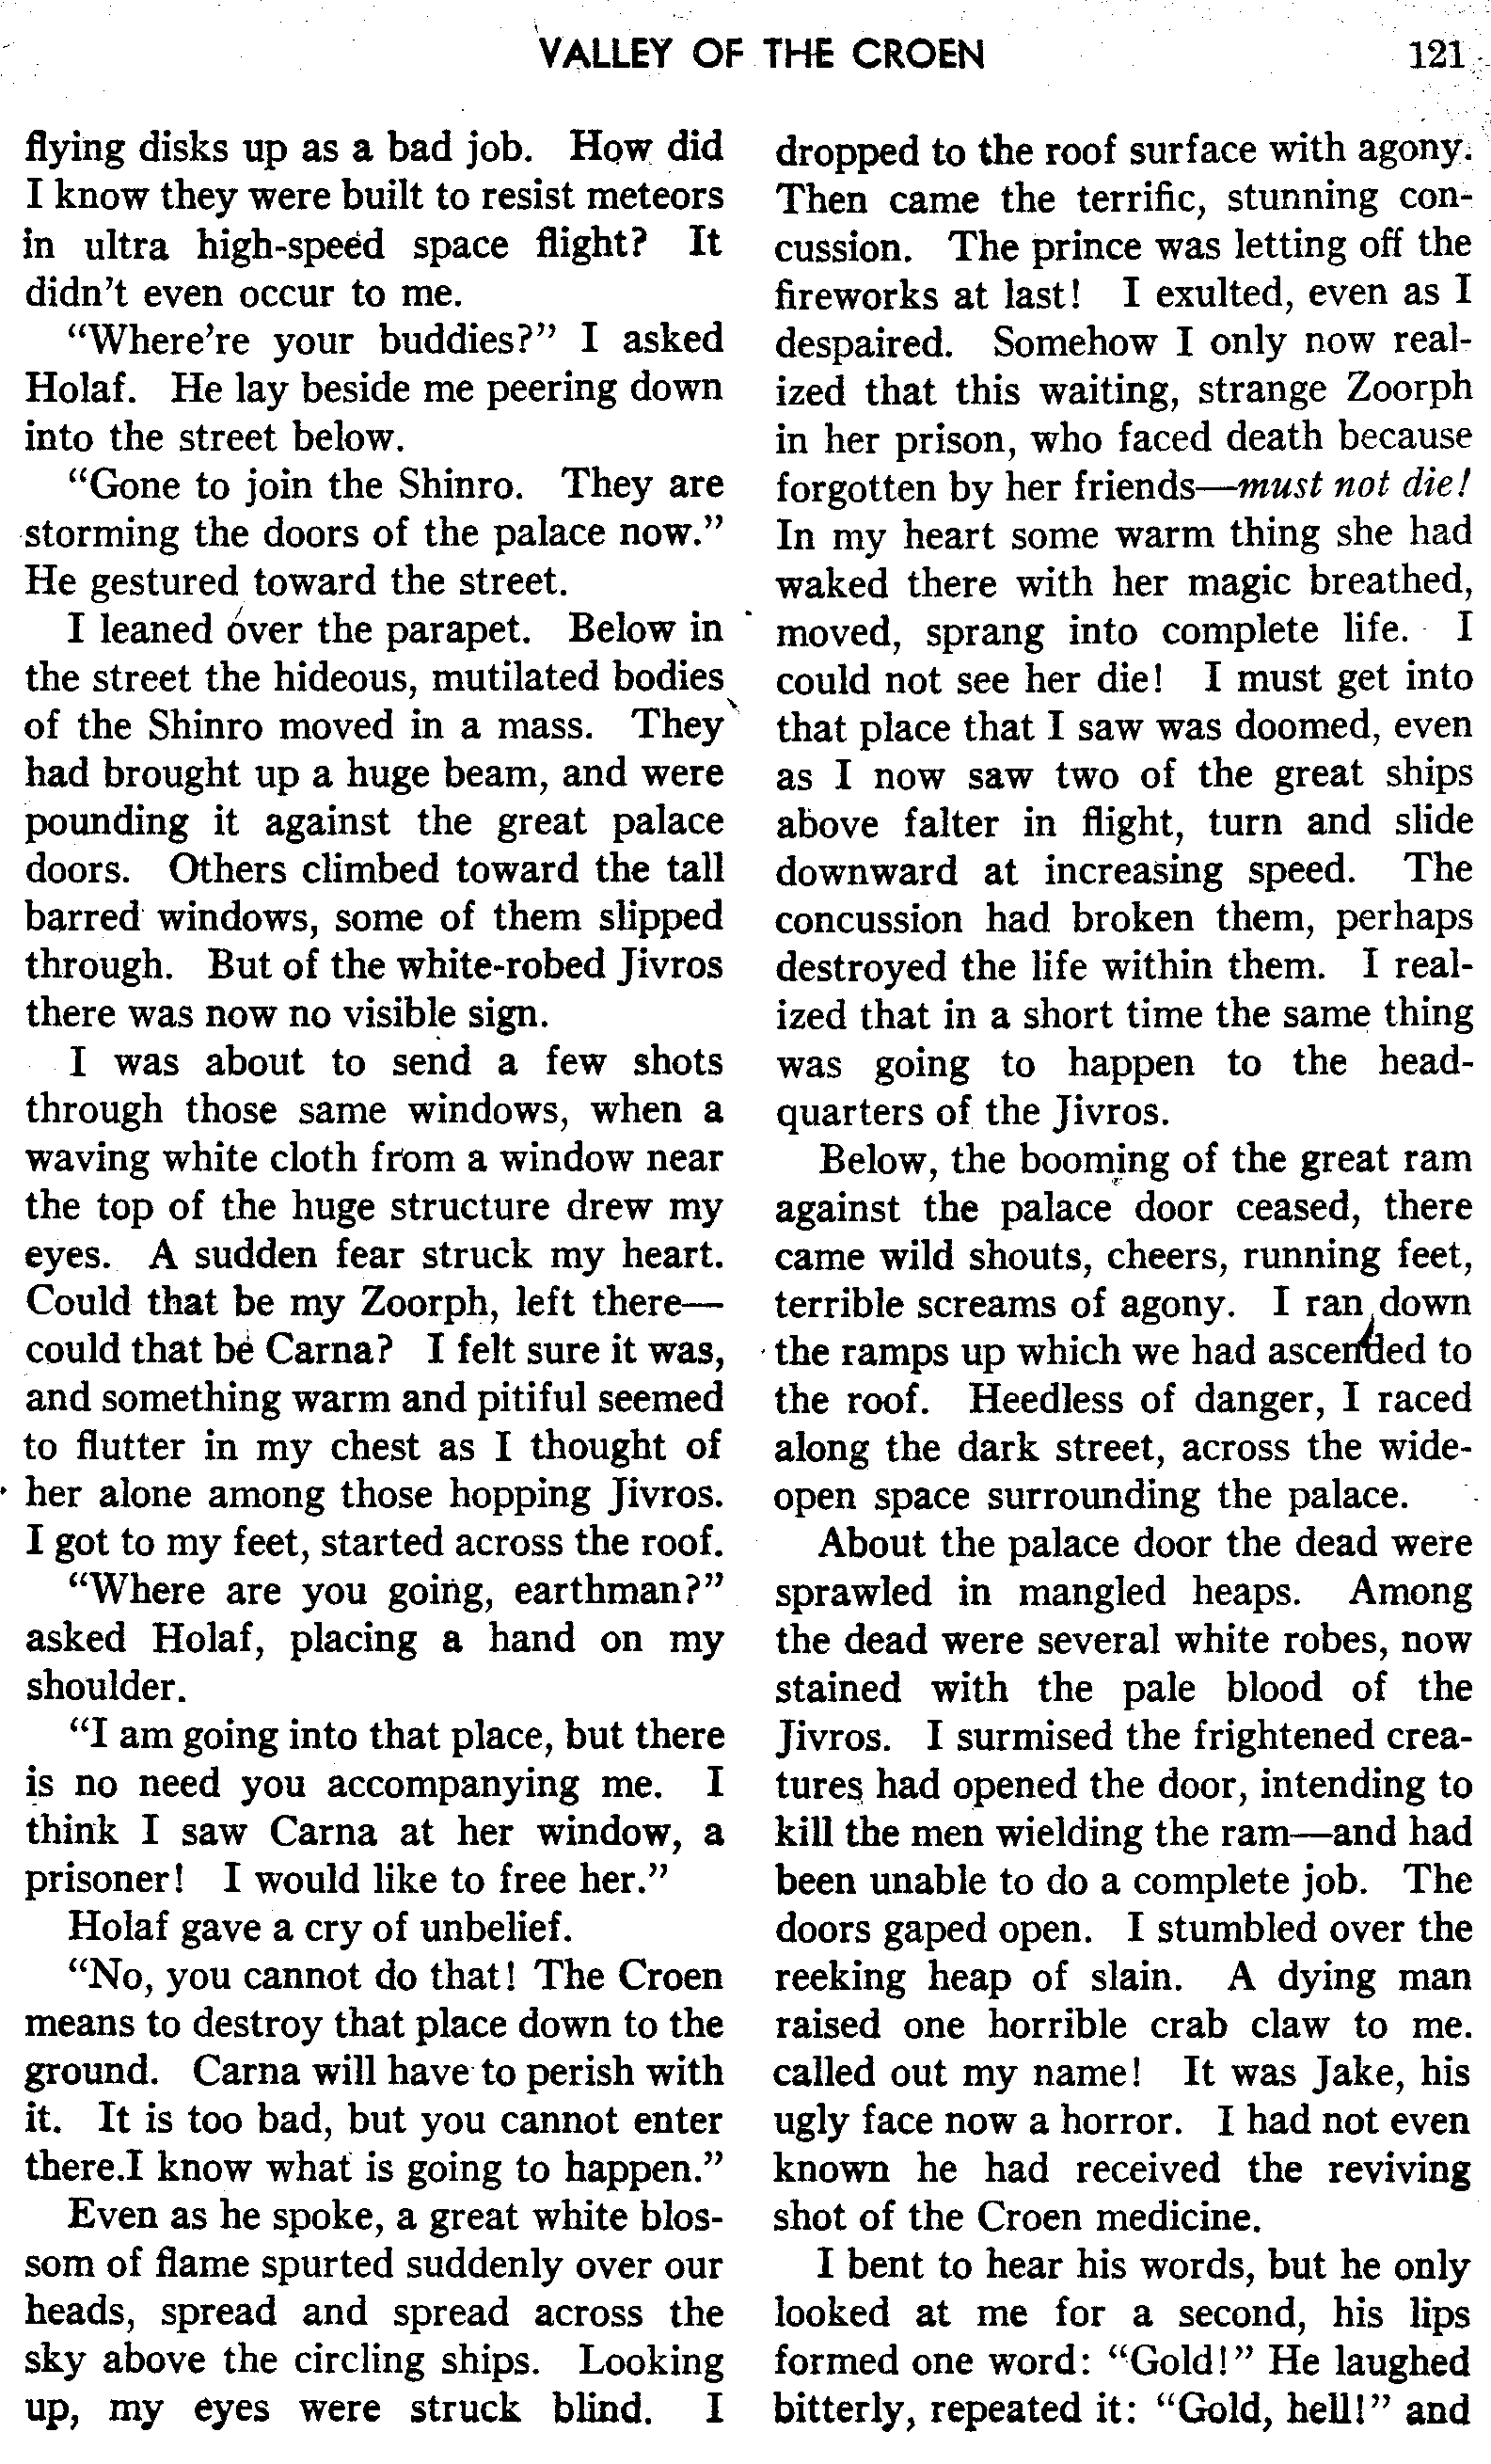 VALLEY OF THE CROEN 121
flying disks up as a bad job. How did
I know they were built to resist meteors
in ultra high-speed space flight? It
didn't even occur to me.
"Where're your buddies?" I asked
Holaf. He lay beside me peering down
into the street below.
"Gone to join the Shinro. They are
storming the doors of the palace now."
He gestured toward the street.
I leaned over the parapet. Below in
the street the hideous, mutilated bodies
of the Shinro moved in a mass. They
had brought up a huge beam, and were
pounding it against the great palace
doors. Others climbed toward the tall
barred windows, some of them slipped
through. But of the white-robed Jivros
there was now no visible sign.
I was about to send a few shots
through those same windows, when a
waving white cloth from a window near
the top of the huge structure drew my
eyes. A sudden fear struck my heart.
Could that be my Zoorph, left there—
could that be Carna? I felt sure it was,
and something warm and pitiful seemed
to flutter in my chest as I thought of
her alone among those hopping Jivros.
I got to my feet, started across the roof.
"Where are you going, earthman?"
asked Holaf, placing a hand on my
shoulder.
"I am going into that place, but there
is no need you accompanying me. I
think I saw Carna at her window, a
prisoner! I would like to free her."
Holaf gave a cry of unbelief.
"No, you cannot do that! The Croen
means to destroy that place down to the
ground. Carna will have to perish with
it. It is too bad, but you cannot enter
there.I know what is going to happen."
Even as he spoke, a great white blos-
som of flame spurted suddenly over our
heads, spread and spread across the
sky above the circling ships. Looking
up, my eyes were struck blind. I
dropped to the roof surface with agony.
Then came the terrific, stunning con-
cussion. The prince was letting off the
fireworks at last! I exulted, even as I
despaired. Somehow I only now real-
ized that this waiting, strange Zoorph
in her prison, who faced death because
forgotten by her friends—must not die!
In my heart some warm thing she had
waked there with her magic breathed,
moved, sprang into complete life. I
could not see her die! I must get into
that place that I saw was doomed, even
as I now saw two of the great ships
above falter in flight, turn and slide
downward at increasing speed. The
concussion had broken them, perhaps
destroyed the life within them. I real-
ized that in a short time the same thing
was going to happen to the head-
quarters of the Jivros.
Below, the booming of the great ram
against the palace door ceased, there
came wild shouts, cheers, running feet,
terrible screams of agony. I ran down
the ramps up which we had ascended to
the roof. Heedless of danger, I raced
along the dark street, across the wide-
open space surrounding the palace.
About the palace door the dead were
sprawled in mangled heaps. Among
the dead were several white robes, now
stained with the pale blood of the
Jivros. I surmised the frightened crea-
tures had opened the door, intending to
kill the men wielding the ram—and had
been unable to do a complete job. The
doors gaped open. I stumbled over the
reeking heap of slain. A dying man
raised one horrible crab claw to me.
called out my name! It was Jake, his
ugly face now a horror. I had not even
known he had received the reviving
shot of the Croen medicine.
I bent to hear his words, but he only
looked at me for a second, his lips
formed one word: "Gold!" He laughed
bitterly, repeated it: "Gold, hell!" and